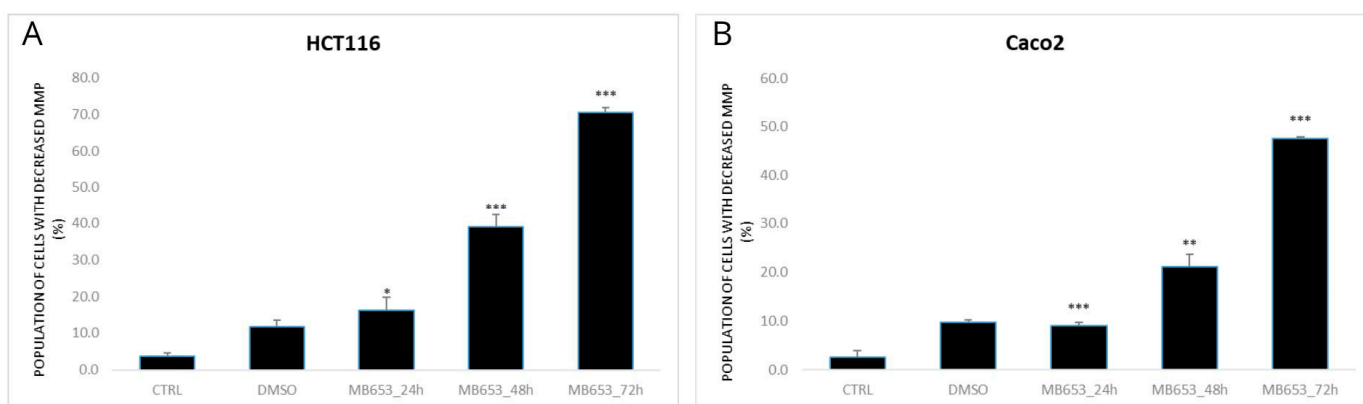 A
HCT116
POPULATION OF CELLS WITH DECREASED MMP
(%)
80.0
70.0
60.0
50.0
40.0
30.0
20.0
10.0
0.0
*
***
***
CTRL
DMSO
MB653_24h
MB653_48h
MB653_72h
B
Caco2
POPULATION OF CELLS WITH DECREASED MMP
(%)
60.0
50.0
40.0
30.0
20.0
10.0
0.0
***
**
***
CTRL
DMSO
MB653_24h
MB653_48h
MB653_72h